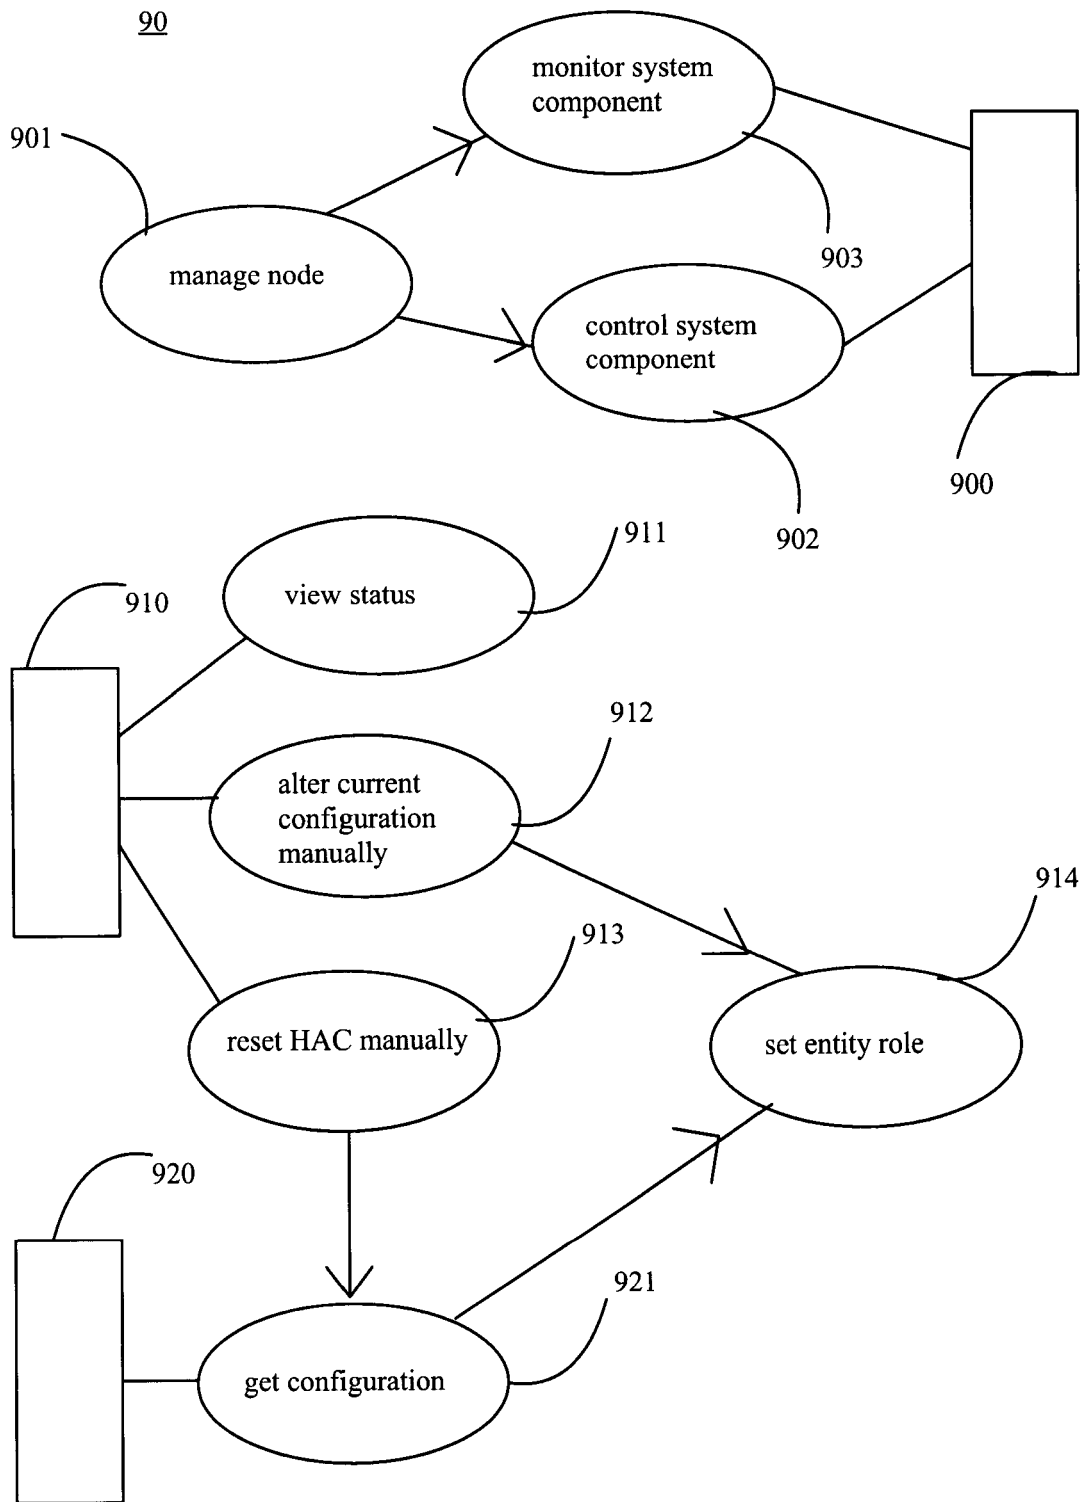 90
monitor system
component
901
manage node
903
control system
component
900
902
911
910
view status
912
alter current
configuration
manually
914
913
reset HAC manually
set entity role
920
921
get configuration